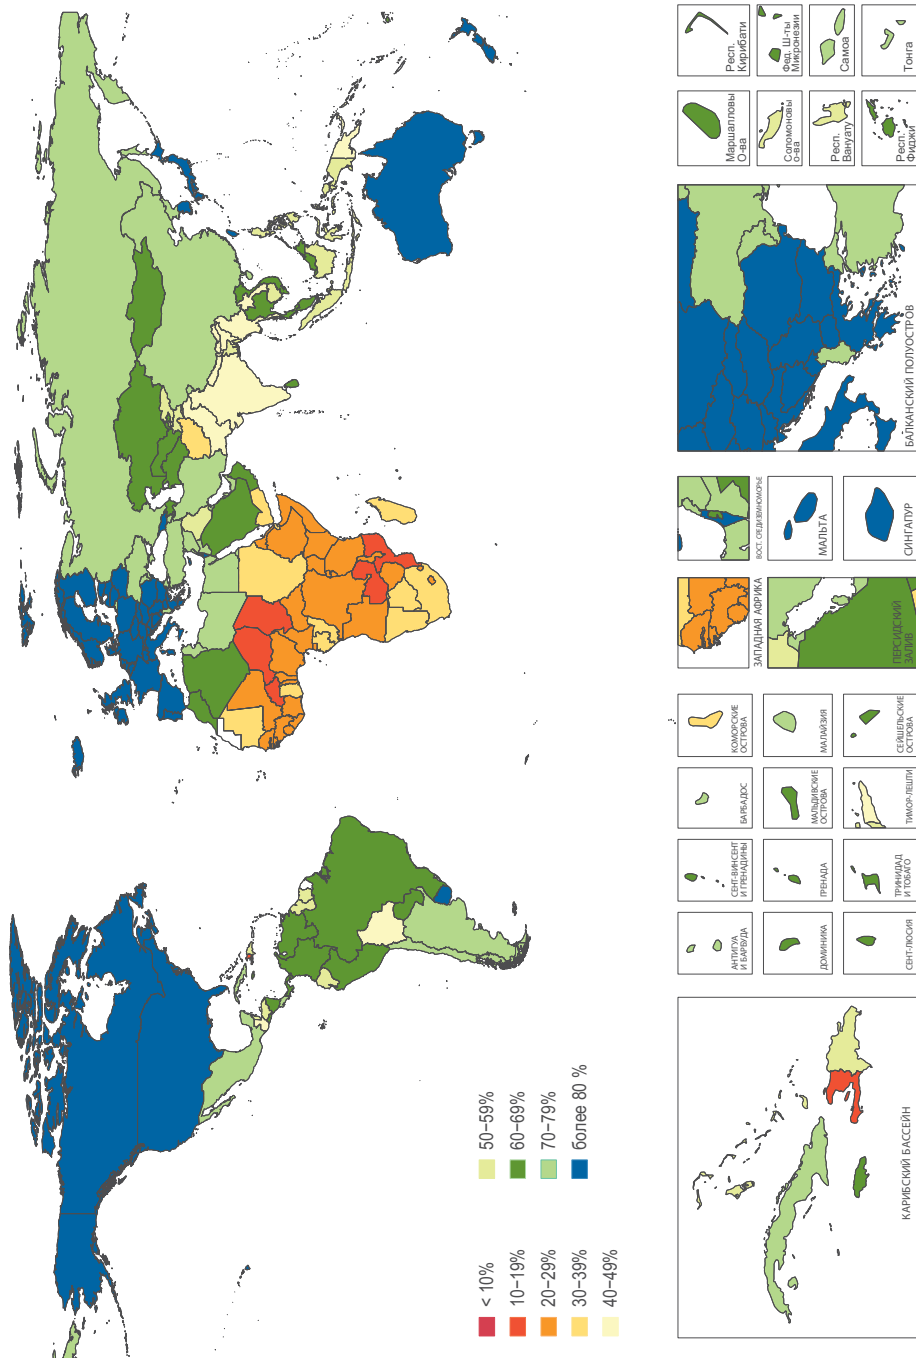 < 10%
10–19%
20–29%
30–39%
40–49%
50–59%
60–69%
70–79%
более 80 %
КАРИБСКИЙ БАССЕЙН
АНТИГУА
И БАРБУДА
СЕНТ-ВИНСЕНТ
И ГРЕНАДИНЫ
БАРБАДОС
КОМОРСКИЕ
ОСТРОВА
ДОМИНИКА
ГРЕНАДА
МАЛЬДИВСКИЕ
ОСТРОВА
МАЛАЙЗИЯ
СЕНТ-ЛЮСИЯ
ТРИНИДАД
И ТОБАГО
ТИМОР-ЛЕШТИ
СЕЙШЕЛЬСКИЕ
ОСТРОВА
ЗАПАДНАЯ АФРИКА
ПЕРСИДСКИЙ
ЗАЛИВ
ВОСТ. СРЕДИЗЕМНОМОРЬЕ
МАЛЬТА
СИНГАПУР
БАЛКАНСКИЙ ПОЛУОСТРОВ
Маршалловы
О-ва
Респ.
Кирибати
Соломоновы
о-ва
Фед. Ш-ты
Микронезии
Респ.
Вануату
Самоа
Респ.
Фиджи
Тонга